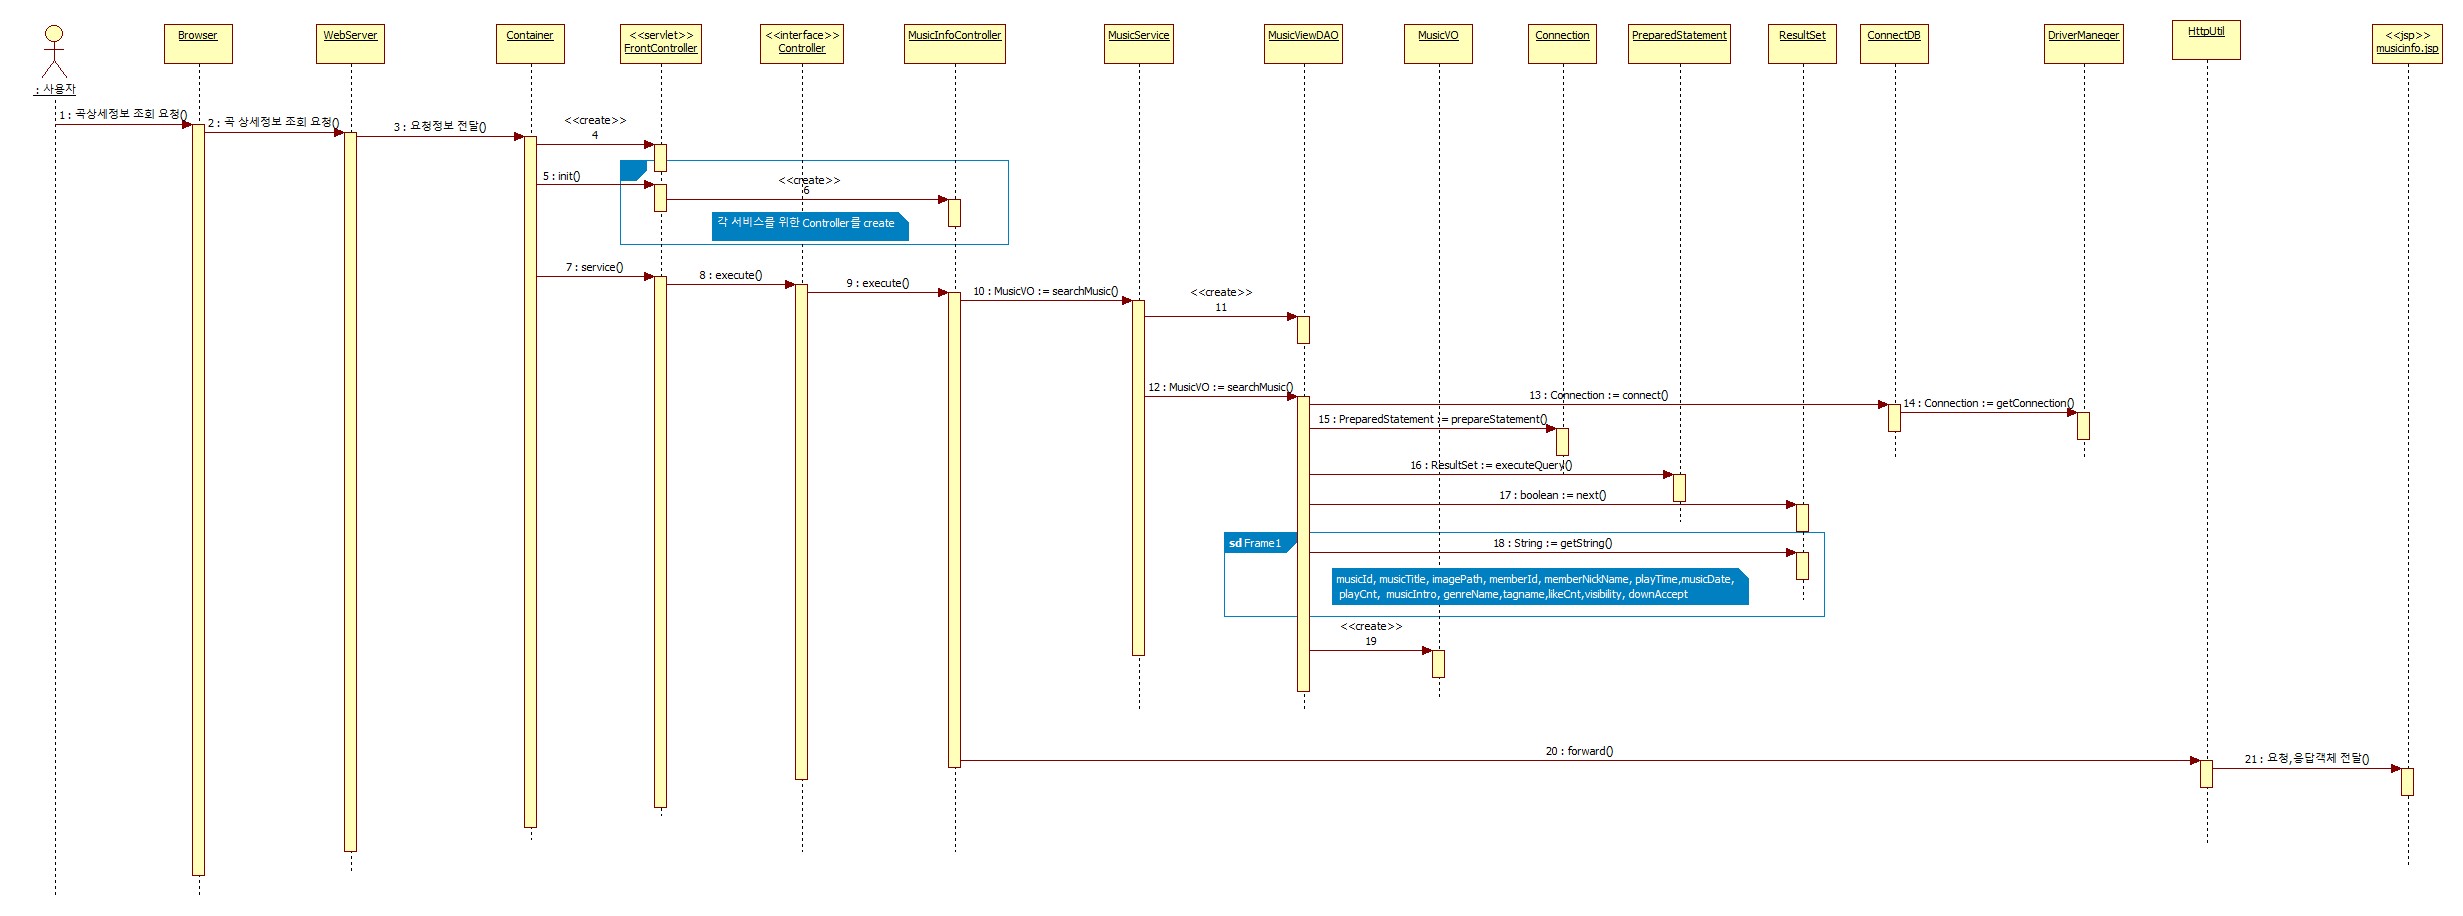 Browser
WebServer
Container
<<servlet>>
FrontController
<<interface>>
Controller
MusicInfoController
MusicService
MusicViewDAO
MusicVO
Connection
PreparedStatement
ResultSet
ConnectDB
DriverManeger
HttpUtil
<<jsp>>
musicinfo.jsp
: 사용자
1 : 곡상세정보 조회 요청()
2 : 곡 상세정보 조회 요청()
3 : 요청정보 전달()
<<create>>
4
5 : init()
<<create>>
6
각 서비스를 위한 Controller를 create
7 : service()
8 : execute()
9 : execute()
10 : MusicVO := searchMusic()
<<create>>
11
12 : MusicVO := searchMusic()
13 : Connection := connect()
14 : Connection := getConnection()
15 : PreparedStatement := prepareStatement()
16 : ResultSet := executeQuery()
17 : boolean := next()
sd Frame1
18 : String := getString()
musicId, musicTitle, imagePath, memberId, memberNickName, playTime,musicDate,
playCnt, musicIntro, genreName,tagname,likeCnt,visibility, downAccept
<<create>>
19
20 : forward()
21 : 요청,응답객체 전달()